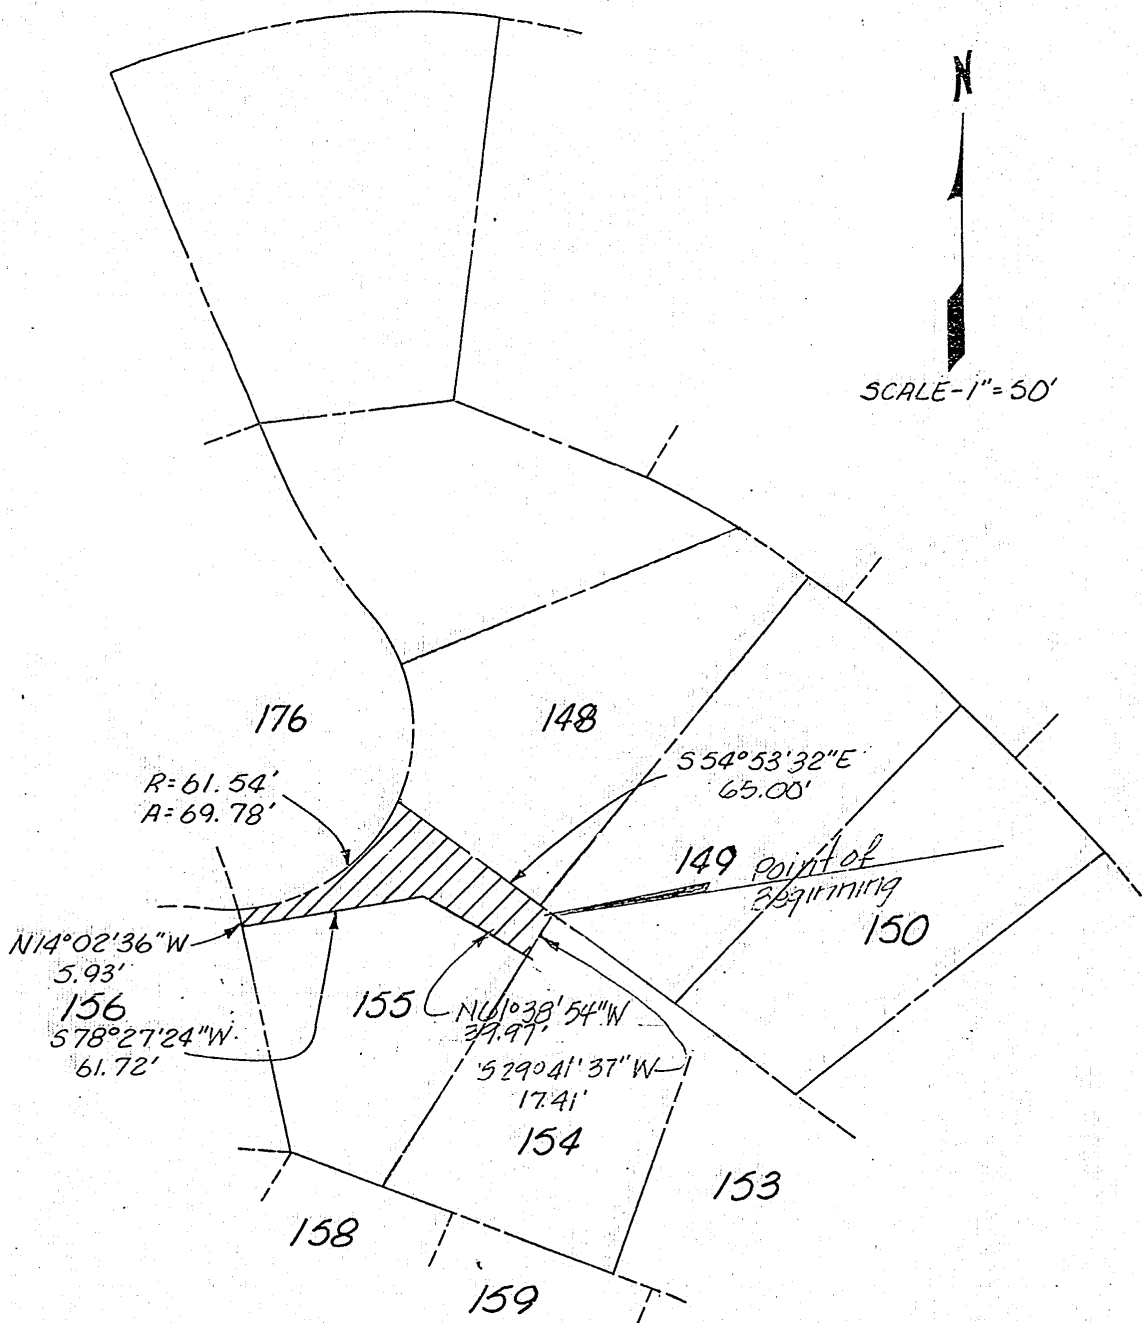 N
SCALE-1"=50'
176
148
S54°53'32"E
65.00'
R=61.54'
A=69.78'
149
Point of
Beginning
150
N14°02'36"W
5.93'
156
S78°27'24"W
61.72'
155
N61°38'54"W
39.97'
S29°41'37"W
17.41'
154
153
158
159